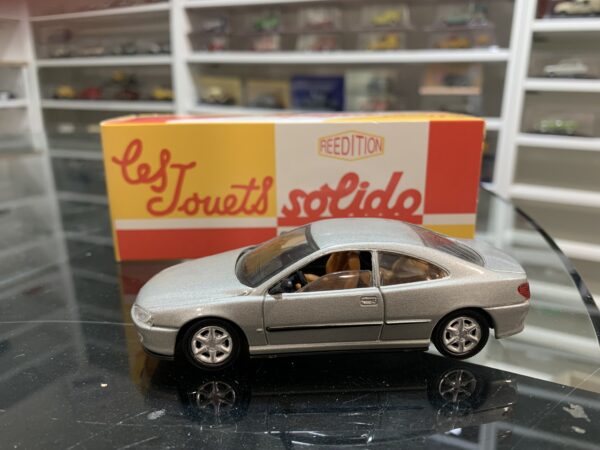 Les
Jouets
REEDITION
solido